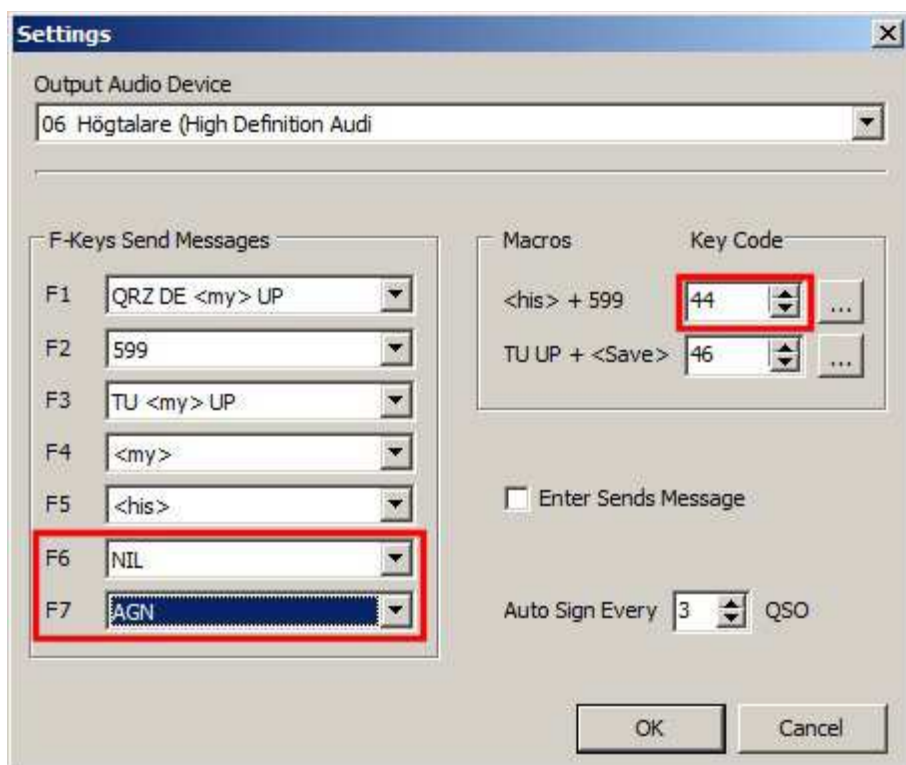 Settings
Output Audio Device
06 Högtalare (High Definition Audi
F-Keys Send Messages
F1 QRZ DE <my> UP
F2 599
F3 TU <my> UP
F4 <my>
F5 <his>
F6 NIL
F7 AGN
Macros Key Code
<his> + 599 44 ...
TU UP + <Save> 46 ...
Enter Sends Message
Auto Sign Every 3 QSO
OK Cancel